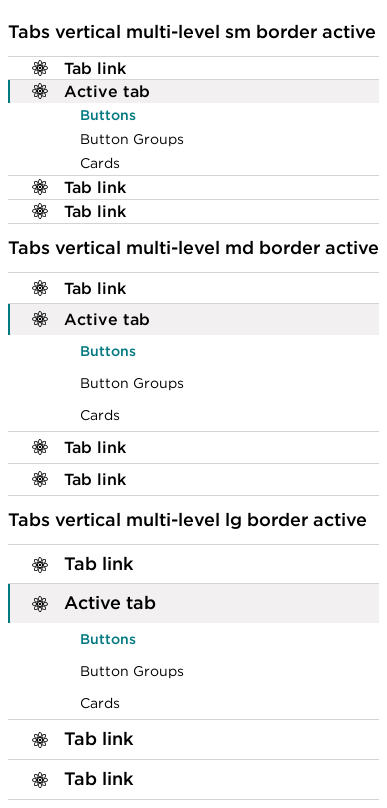 Tabs vertical multi-level sm border active
Tab link
Active tab
Buttons
Button Groups
Cards
Tab link
Tab link
Tabs vertical multi-level md border active
Tab link
Active tab
Buttons
Button Groups
Cards
Tab link
Tab link
Tabs vertical multi-level lg border active
Tab link
Active tab
Buttons
Button Groups
Cards
Tab link
Tab link